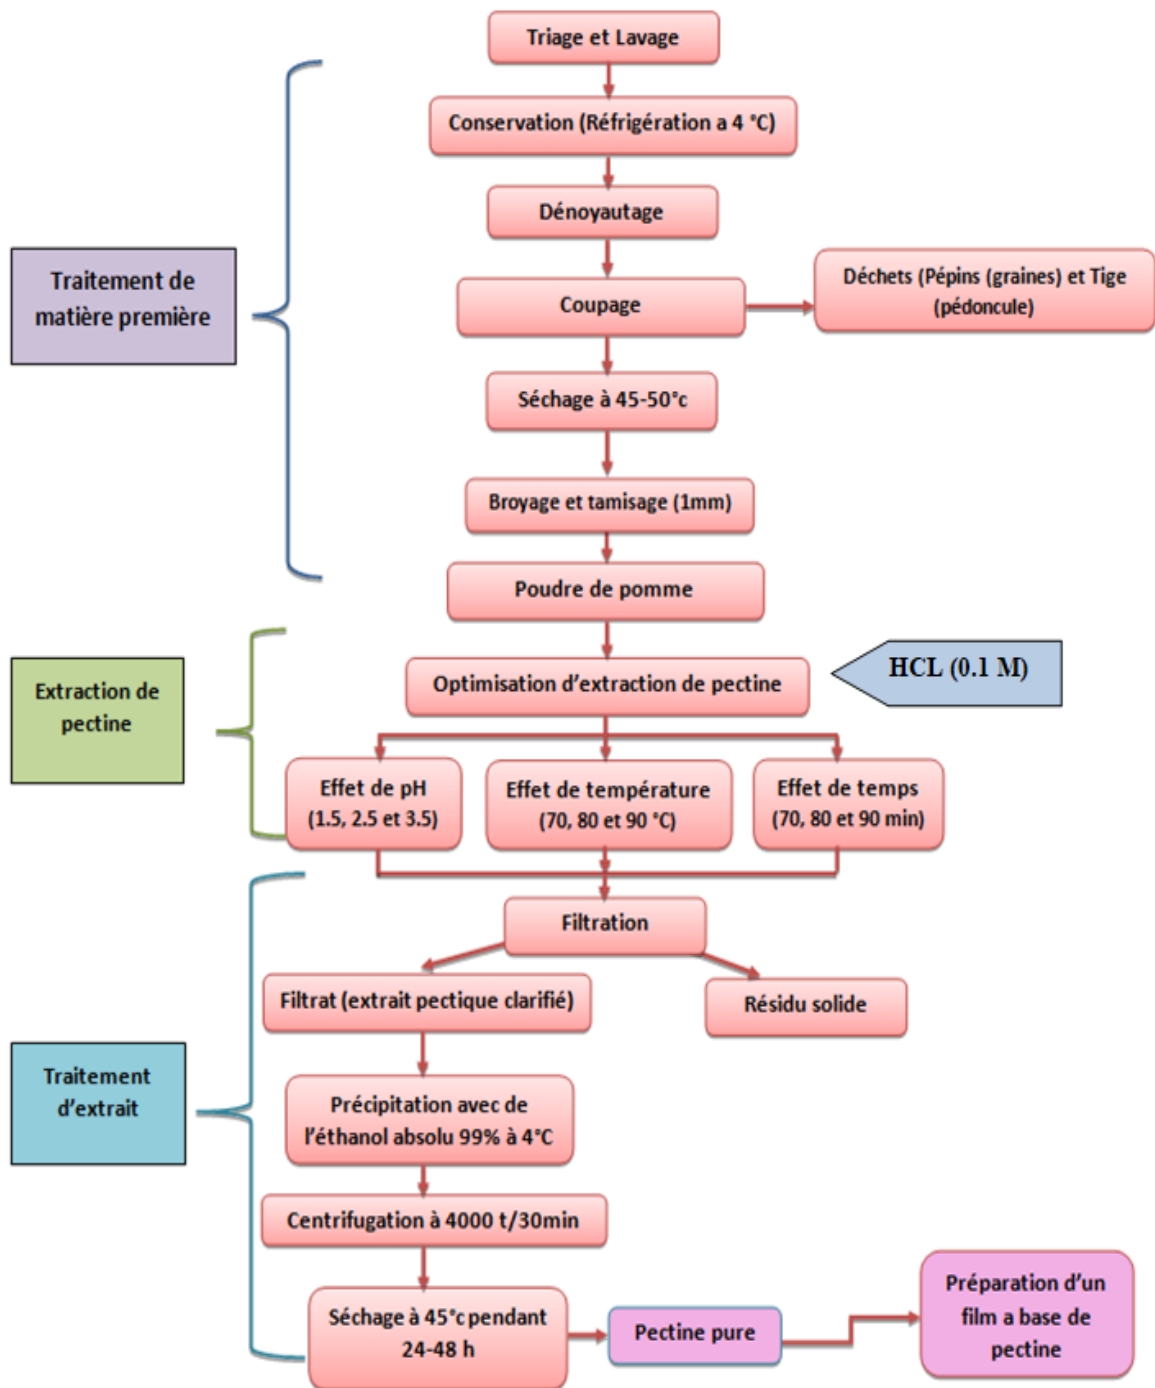 Triage et Lavage
Conservation (Réfrigération a 4 °C)
Dénoyautage
Traitement de
matière première
Coupage
Déchets (Pépins (graines) et Tige
(pédoncule)
Séchage à 45-50°c
Broyage et tamisage (1mm)
Poudre de pomme
Extraction de
pectine
Optimisation d’extraction de pectine
HCL (0.1 M)
Effet de pH
(1.5, 2.5 et 3.5)
Effet de température
(70, 80 et 90 °C)
Effet de temps
(70, 80 et 90 min)
Filtration
Filtrat (extrait pectique clarifié)
Résidu solide
Traitement
d’extrait
Précipitation avec de
l’éthanol absolu 99% à 4°C
Centrifugation à 4000 t/30min
Séchage à 45°c pendant
24-48 h
Pectine pure
Préparation d’un
film a base de
pectine